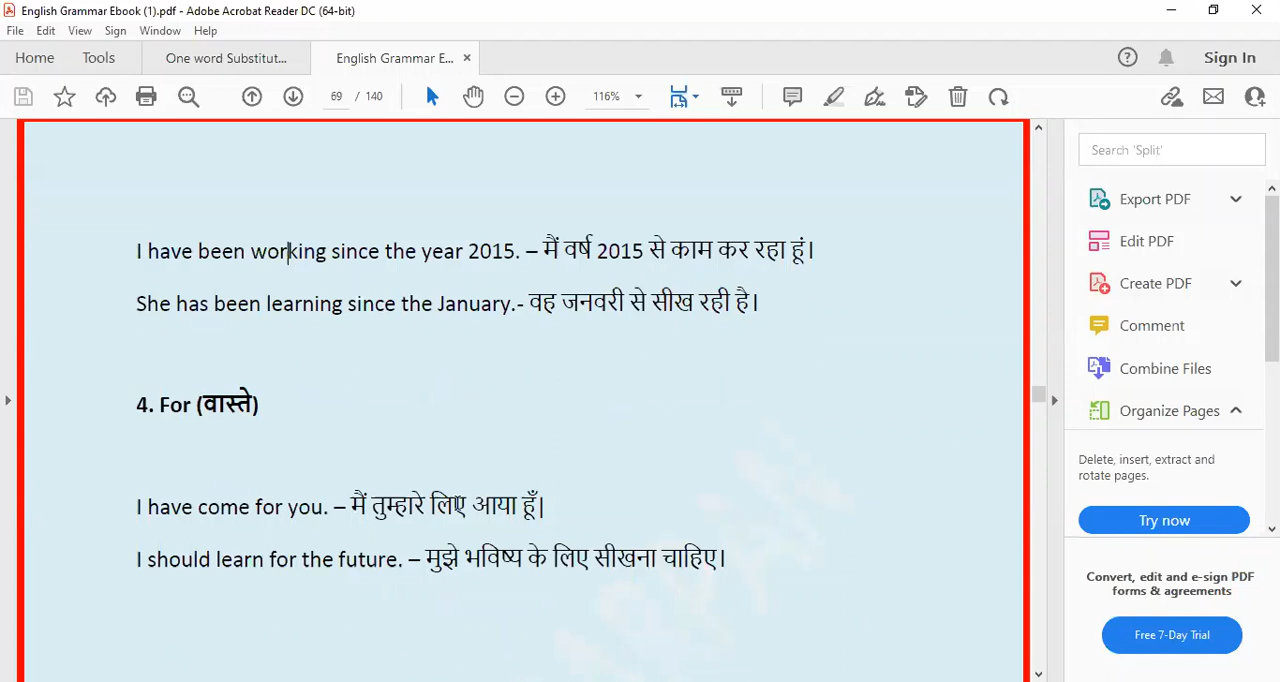 English Grammar Ebook (1).pdf - Adobe Acrobat Reader DC (64-bit)
File Edit View Sign Window Help
Home Tools One word Substitut... English Grammar E... × Sign In
69 / 140 116%
Search 'Split'
Export PDF
Edit PDF
Create PDF
Comment
Combine Files
Organize Pages
Delete, insert, extract and
rotate pages.
Try now
Convert, edit and e-sign PDF
forms & agreements
Free 7-Day Trial
I have been working since the year 2015. – मैं वर्ष 2015 से काम कर रहा हूं।
She has been learning since the January.- वह जनवरी से सीख रही है।
4. For (वास्ते)
I have come for you. – मैं तुम्हारे लिए आया हूँ|
I should learn for the future. – मुझे भविष्य के लिए सीखना चाहिए।